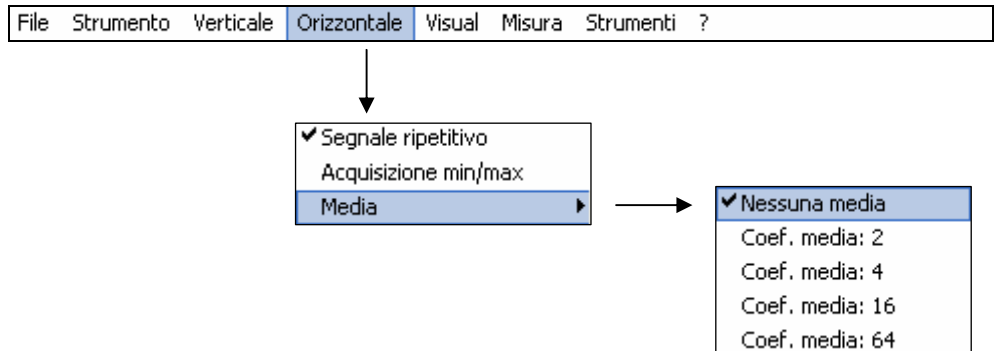 File Strumento Verticale Orizzontale Visual Misura Strumenti ?
✔ Segnale ripetitivo
Acquisizione min/max
Media
✔ Nessuna media
Coef. media: 2
Coef. media: 4
Coef. media: 16
Coef. media: 64